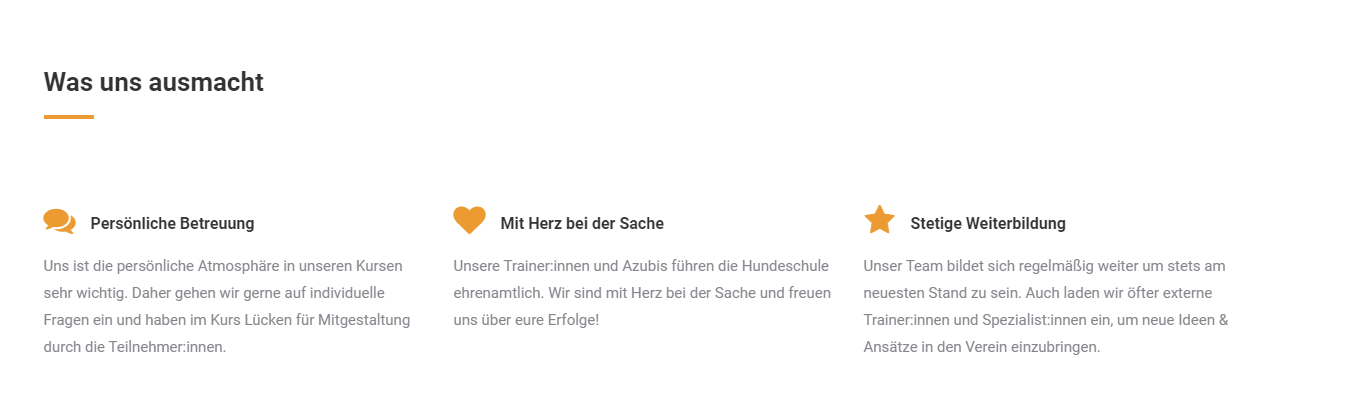 Was uns ausmacht
Persönliche Betreuung
Uns ist die persönliche Atmosphäre in unseren Kursen
sehr wichtig. Daher gehen wir gerne auf individuelle
Fragen ein und haben im Kurs Lücken für Mitgestaltung
durch die Teilnehmer:innen.
Mit Herz bei der Sache
Unsere Trainer:innen und Azubis führen die Hundeschule
ehrenamtlich. Wir sind mit Herz bei der Sache und freuen
uns über eure Erfolge!
Stetige Weiterbildung
Unser Team bildet sich regelmäßig weiter um stets am
neuesten Stand zu sein. Auch laden wir öfter externe
Trainer:innen und Spezialist:innen ein, um neue Ideen &
Ansätze in den Verein einzubringen.